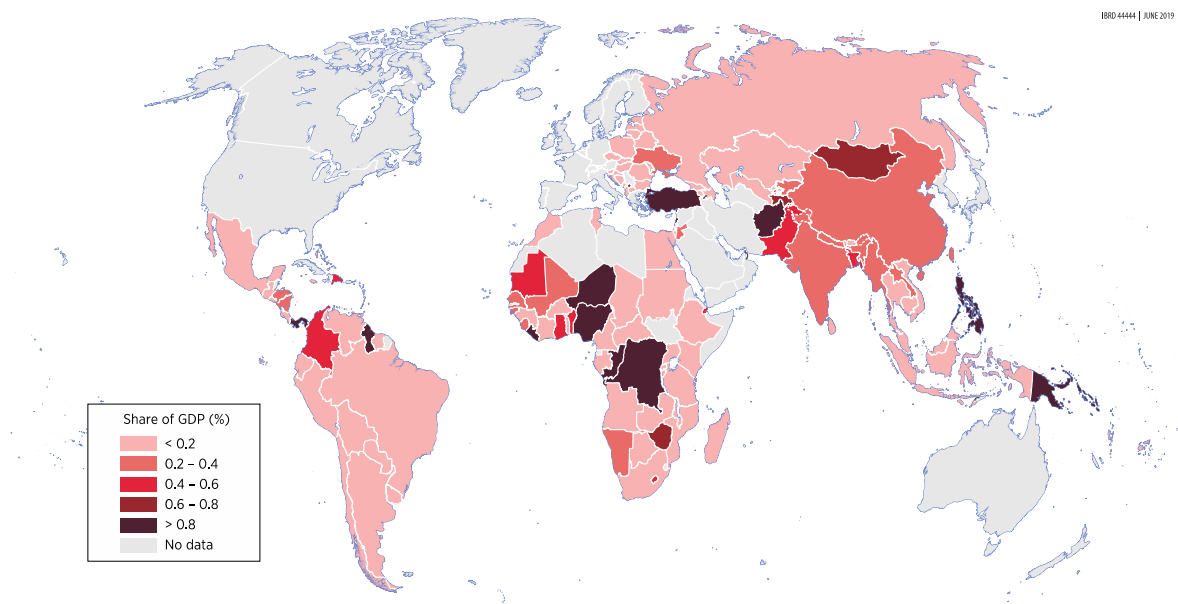 IBRD 44444 | JUNE 2019
Share of GDP (%)
< 0.2
0.2 – 0.4
0.4 – 0.6
0.6 – 0.8
> 0.8
No data